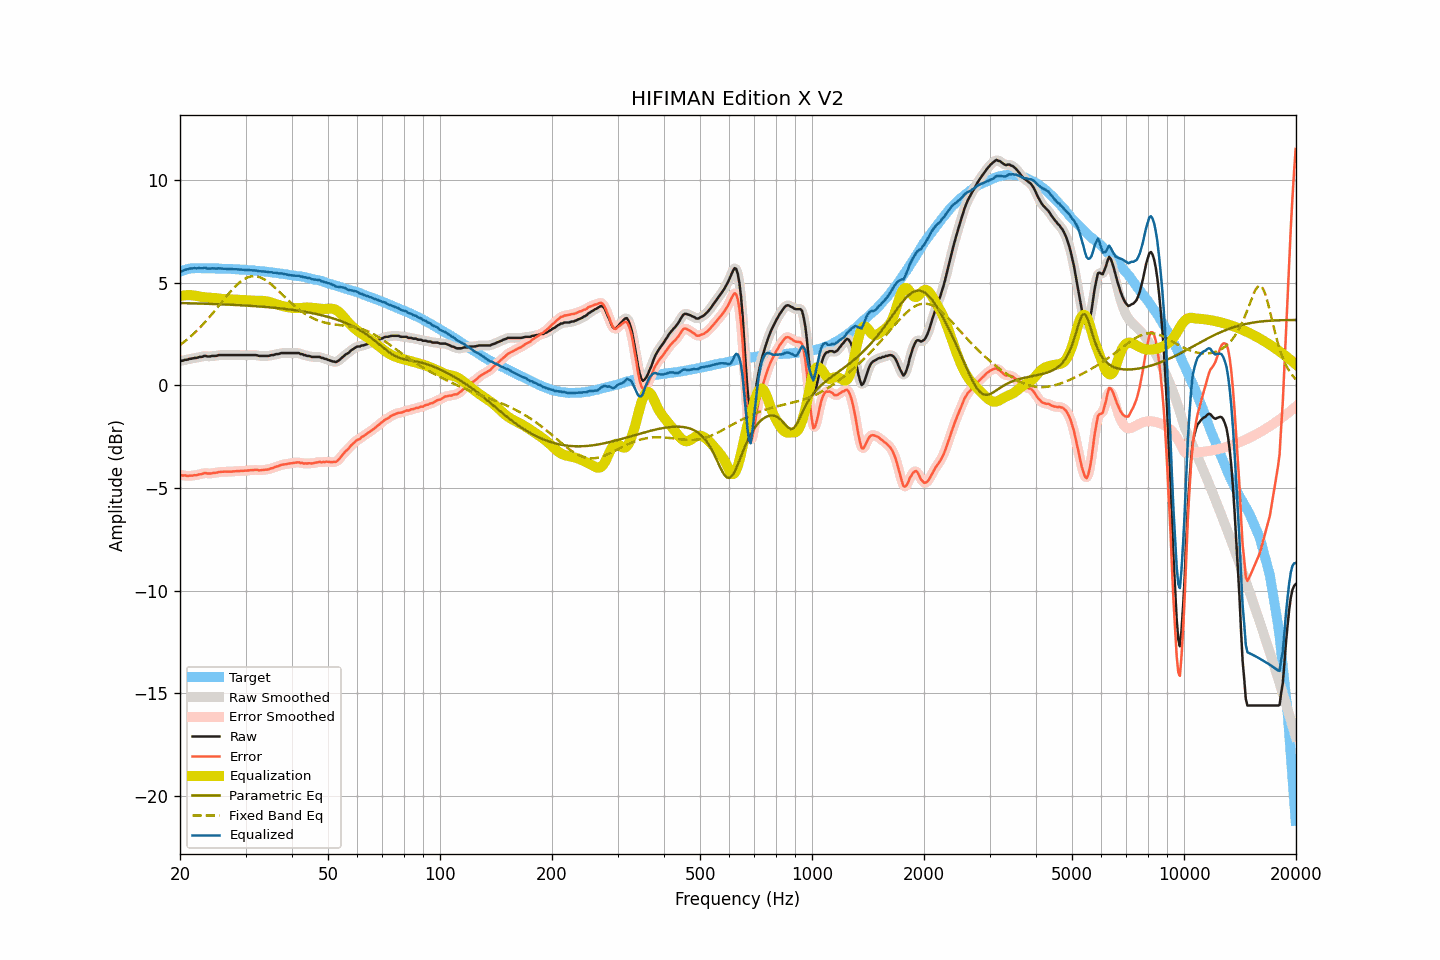 HIFIMAN Edition X V2
Amplitude (dBr)
10
5
0
−5
−10
−15
−20
Target
Raw Smoothed
Error Smoothed
Raw
Error
Equalization
Parametric Eq
Fixed Band Eq
Equalized
20 50 100 200 500 1000 2000 5000 10000 20000
Frequency (Hz)